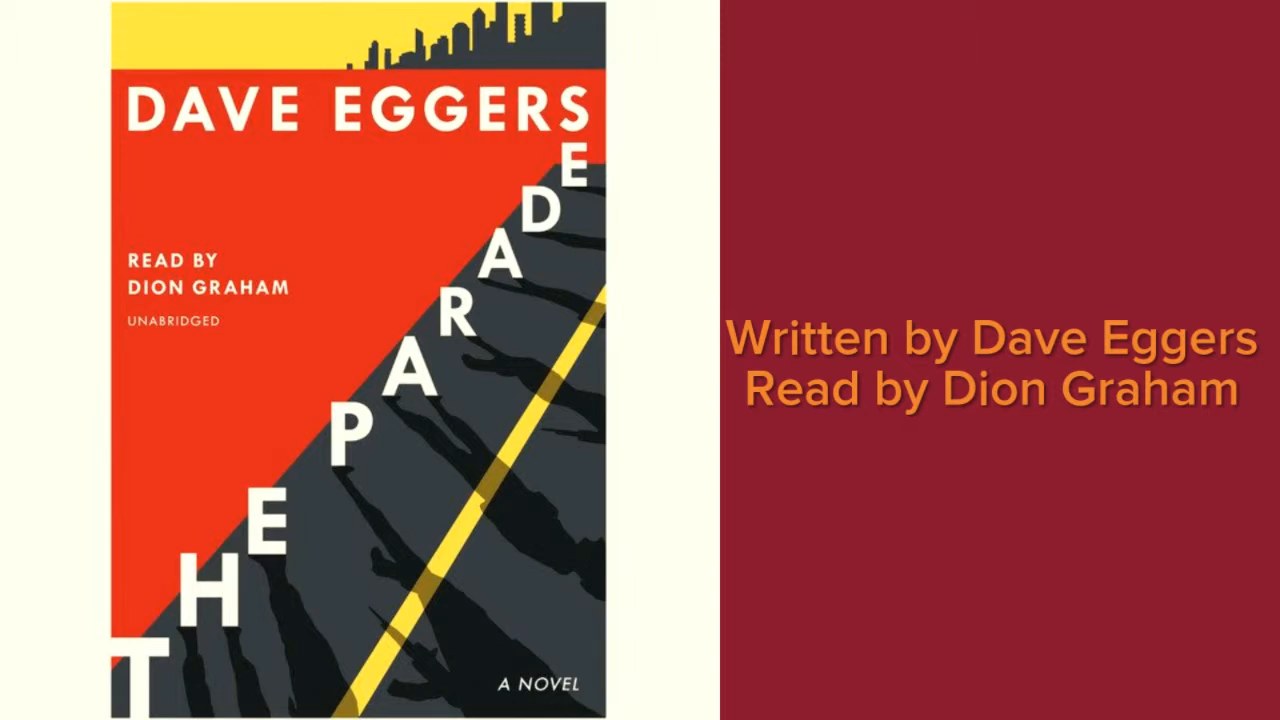 DAVE EGGERS
THE PARADE
READ BY
DION GRAHAM
UNABRIDGED
A NOVEL
Written by Dave Eggers
Read by Dion Graham